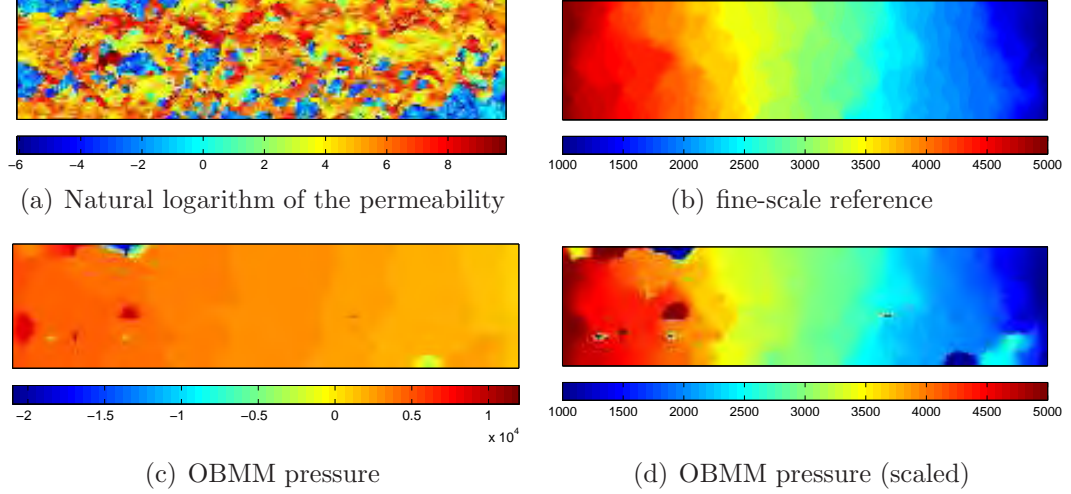 −6 −4 −2 0 2 4 6 8
1000 1500 2000 2500 3000 3500 4000 4500 5000
(a) Natural logarithm of the permeability
(b) fine-scale reference
−2 −1.5 −1 −0.5 0 0.5 1
x 10⁴
1000 1500 2000 2500 3000 3500 4000 4500 5000
(c) OBMM pressure
(d) OBMM pressure (scaled)